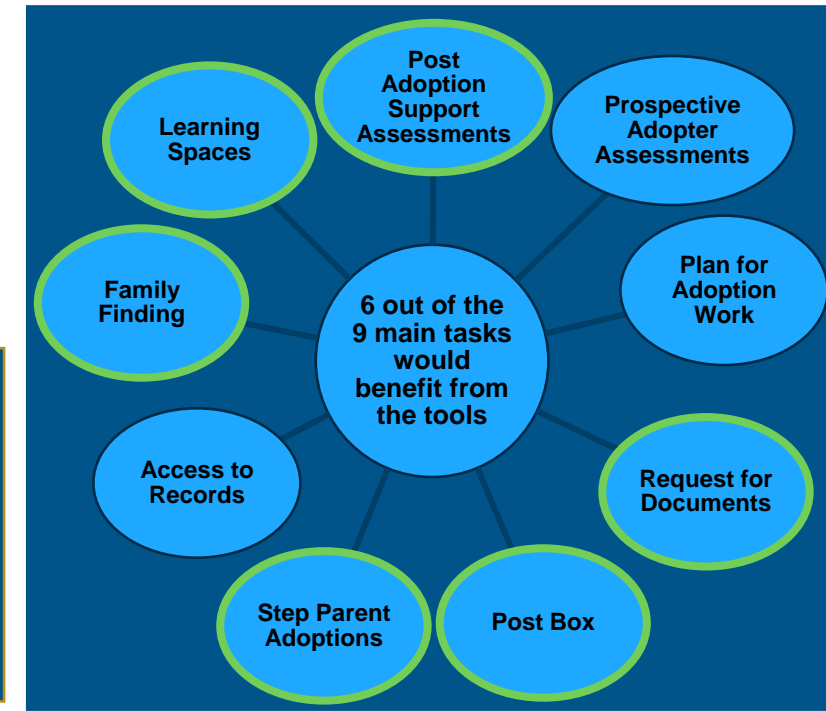 Post
Adoption
Support
Assessments
Prospective
Adopter
Assessments
Plan for
Adoption
Work
Request for
Documents
Post Box
Step Parent
Adoptions
Access to
Records
Family
Finding
Learning
Spaces
6 out of the
9 main tasks
would
benefit from
the tools